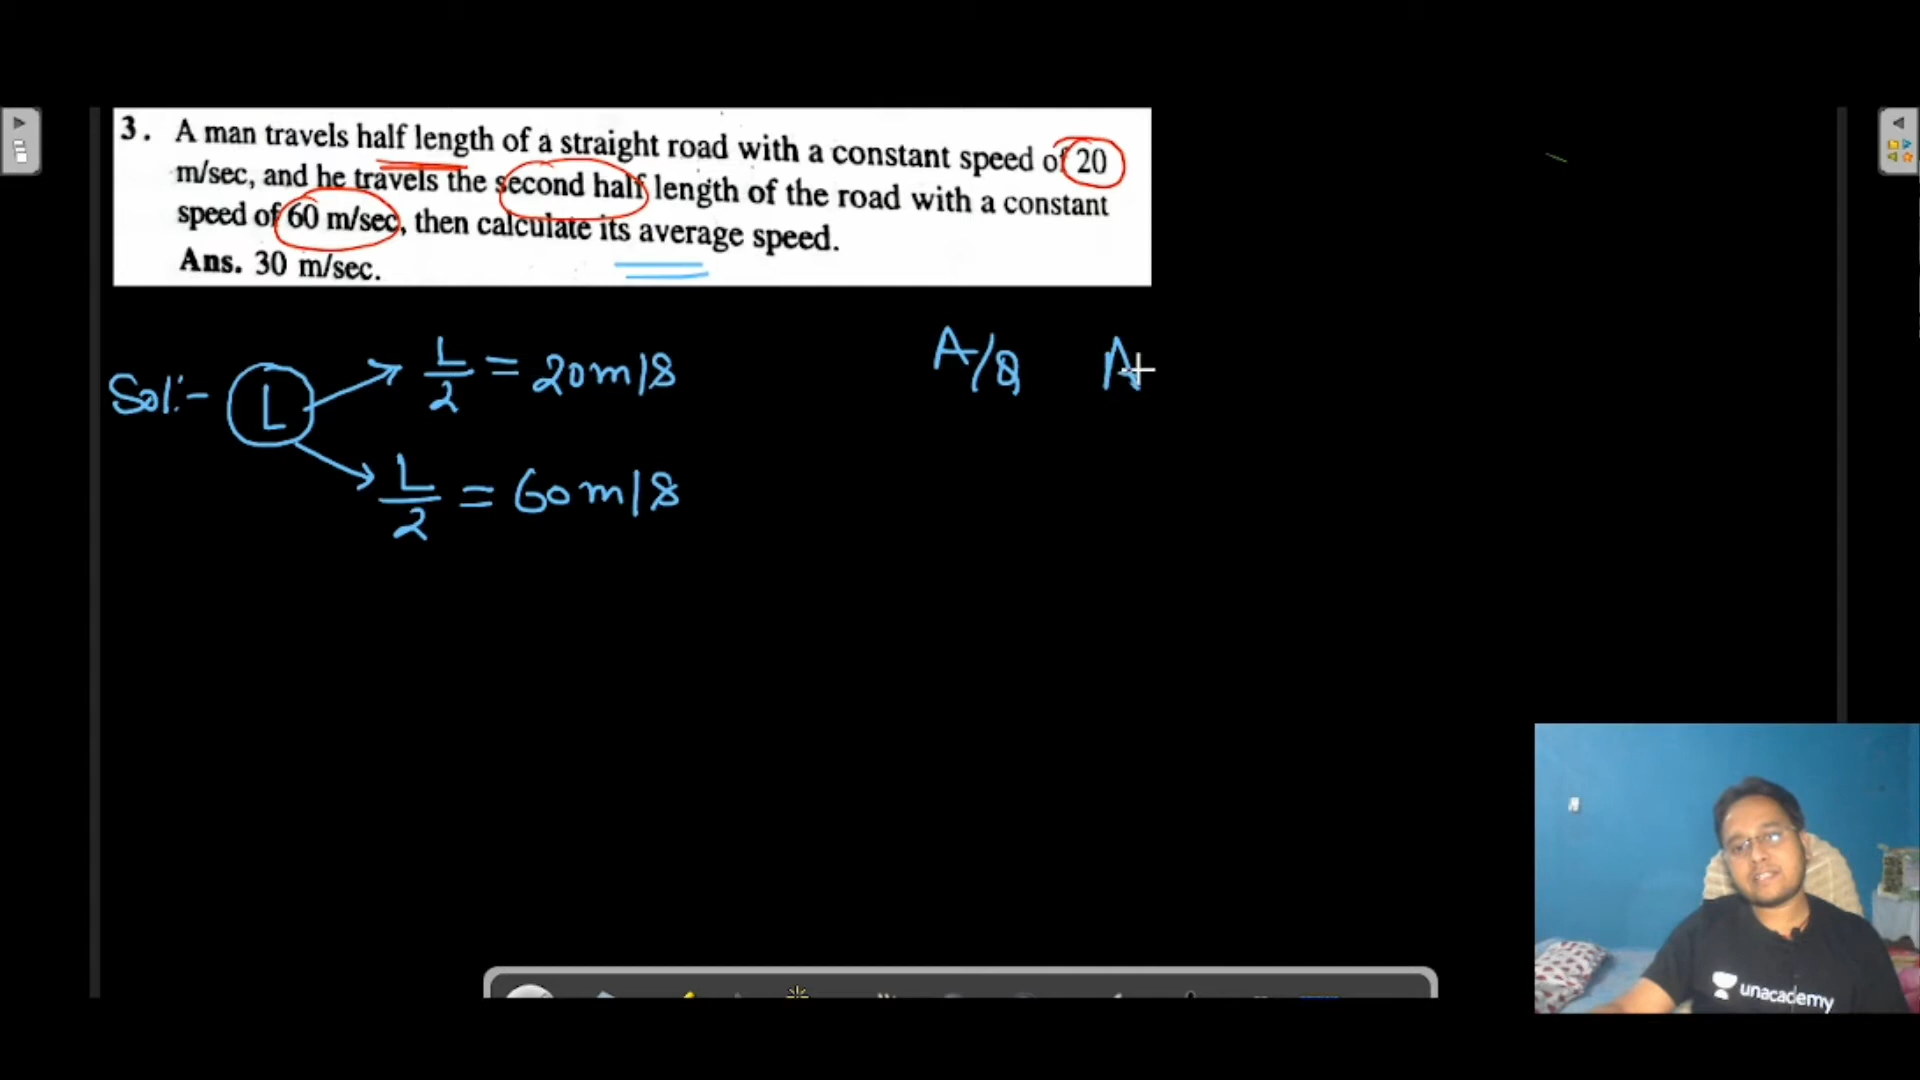 3. A man travels half length of a straight road with a constant speed of 20
m/sec, and he travels the second half length of the road with a constant
speed of 60 m/sec, then calculate its average speed.
Ans. 30 m/sec.
Sol:- L L/2 = 20m/s
L/2 = 60m/s
A/Q A
unacademy